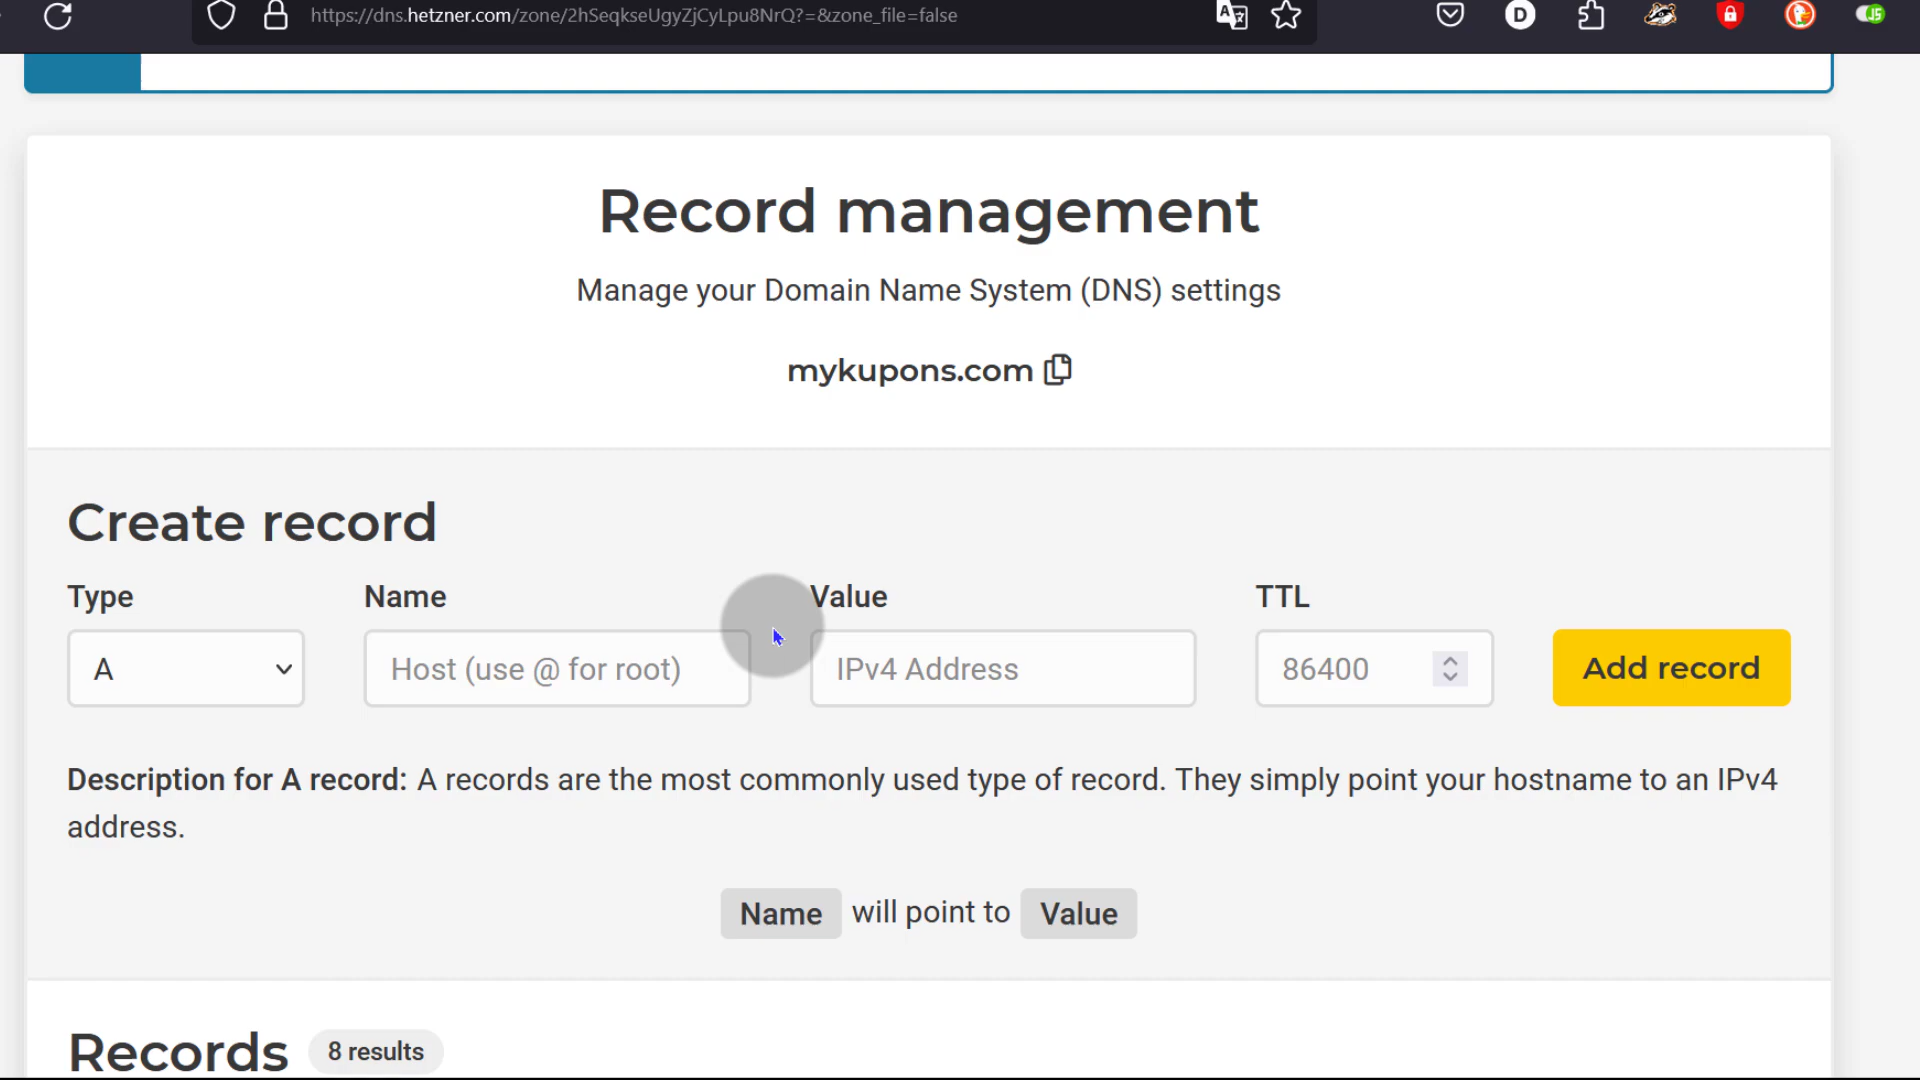 https://dns.hetzner.com/zone/2hSeqkseUgyZjCyLpu8NrQ?=&zone_file=false
D
JS
Record management
Manage your Domain Name System (DNS) settings
mykupons.com
Create record
Type Name Value TTL
A Host (use @ for root) IPv4 Address 86400 Add record
Description for A record: A records are the most commonly used type of record. They simply point your hostname to an IPv4
address.
Name will point to Value
Records 8 results